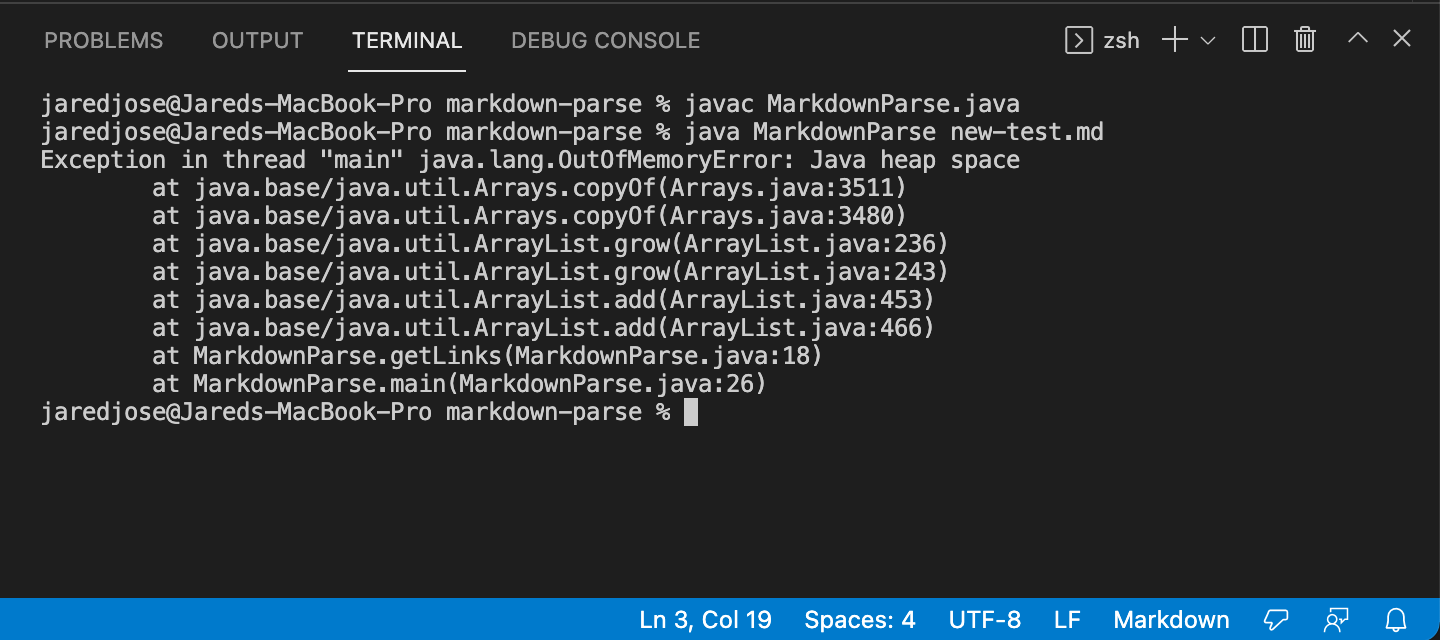 PROBLEMS OUTPUT TERMINAL DEBUG CONSOLE zsh
jaredjose@Jareds-MacBook-Pro markdown-parse % javac MarkdownParse.java
jaredjose@Jareds-MacBook-Pro markdown-parse % java MarkdownParse new-test.md
Exception in thread "main" java.lang.OutOfMemoryError: Java heap space
        at java.base/java.util.Arrays.copyOf(Arrays.java:3511)
        at java.base/java.util.Arrays.copyOf(Arrays.java:3480)
        at java.base/java.util.ArrayList.grow(ArrayList.java:236)
        at java.base/java.util.ArrayList.grow(ArrayList.java:243)
        at java.base/java.util.ArrayList.add(ArrayList.java:453)
        at java.base/java.util.ArrayList.add(ArrayList.java:466)
        at MarkdownParse.getLinks(MarkdownParse.java:18)
        at MarkdownParse.main(MarkdownParse.java:26)
jaredjose@Jareds-MacBook-Pro markdown-parse %
Ln 3, Col 19 Spaces: 4 UTF-8 LF Markdown